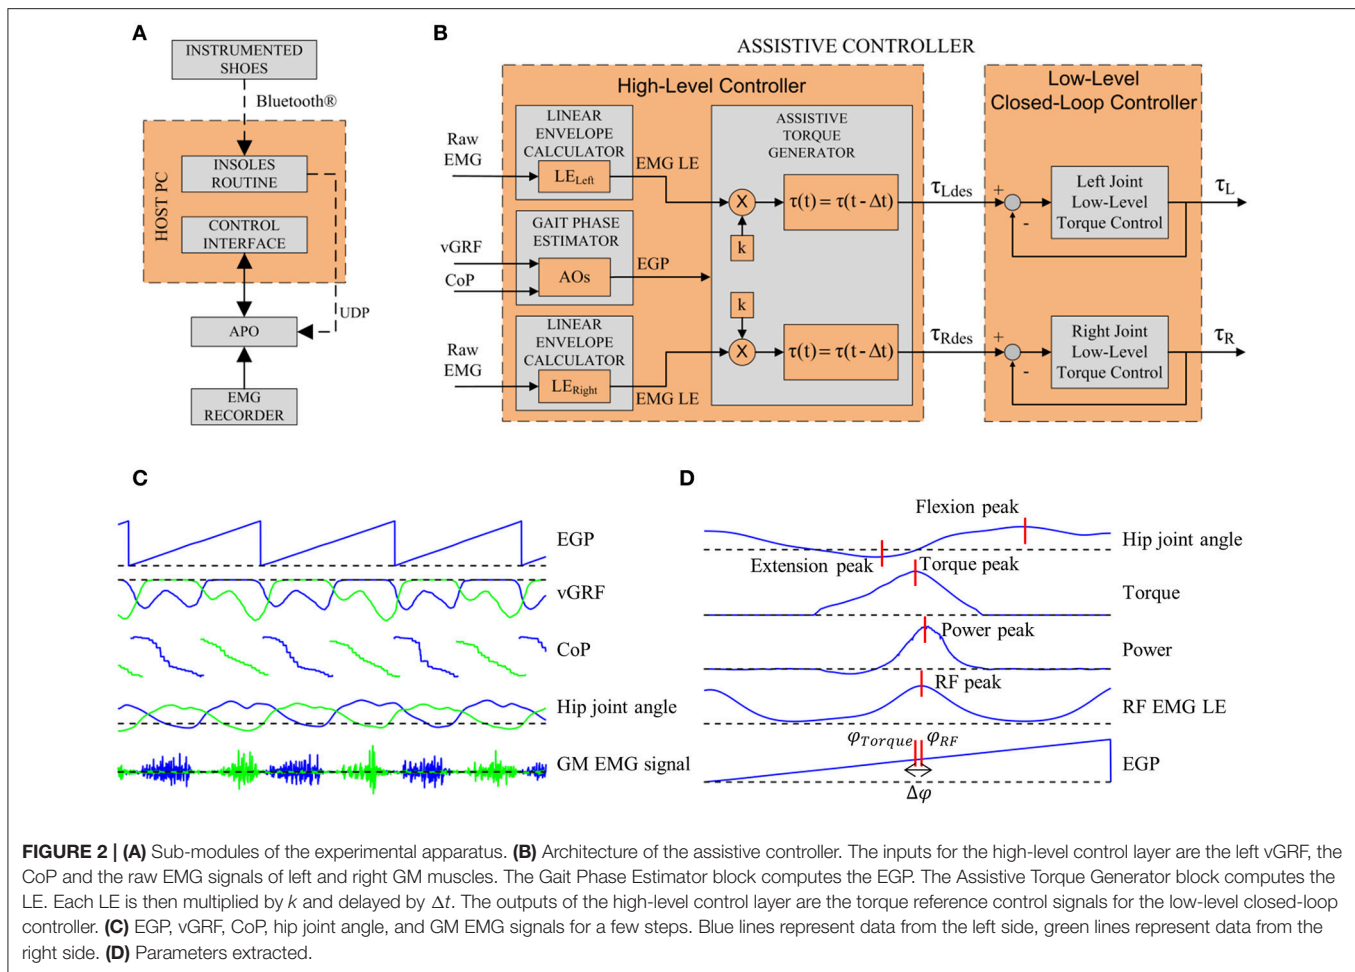 A
INSTRUMENTED
SHOES
Bluetooth®
HOST PC
INSOLES
ROUTINE
CONTROL
INTERFACE
UDP
APO
EMG
RECORDER
B
ASSISTIVE CONTROLLER
High-Level Controller
Raw
EMG
LINEAR
ENVELOPE
CALCULATOR
LELeft
EMG LE
vGRF
CoP
GAIT PHASE
ESTIMATOR
AOs
EGP
Raw
EMG
LINEAR
ENVELOPE
CALCULATOR
LERight
EMG LE
ASSISTIVE
TORQUE
GENERATOR
X
k
τ(t) = τ(t - Δt)
k
X
τ(t) = τ(t - Δt)
τLdes
τRdes
Low-Level
Closed-Loop Controller
+
-
Left Joint
Low-Level
Torque Control
τL
+
-
Right Joint
Low-Level
Torque Control
τR
C
EGP
vGRF
CoP
Hip joint angle
GM EMG signal
D
Flexion peak
Hip joint angle
Extension peak
Torque peak
Torque
Power peak
Power
RF peak
RF EMG LE
φTorque
φRF
EGP
Δφ
FIGURE 2 | (A) Sub-modules of the experimental apparatus. (B) Architecture of the assistive controller. The inputs for the high-level control layer are the left vGRF, the
CoP and the raw EMG signals of left and right GM muscles. The Gait Phase Estimator block computes the EGP. The Assistive Torque Generator block computes the
LE. Each LE is then multiplied by k and delayed by Δt. The outputs of the high-level control layer are the torque reference control signals for the low-level closed-loop
controller. (C) EGP, vGRF, CoP, hip joint angle, and GM EMG signals for a few steps. Blue lines represent data from the left side, green lines represent data from the
right side. (D) Parameters extracted.